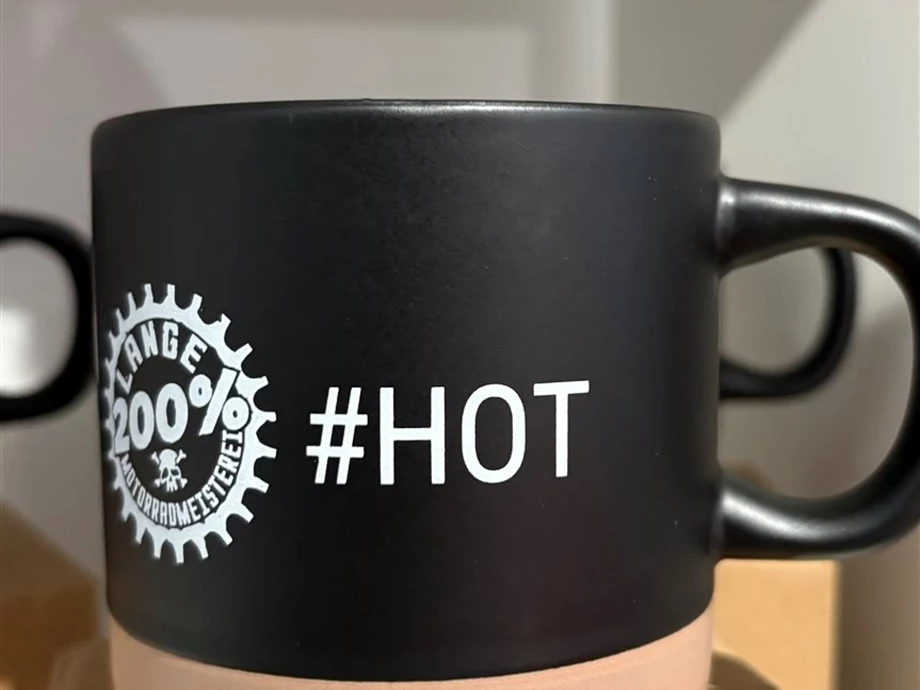 LANGE
200%
MOTORRADMEISTEREI
#HOT